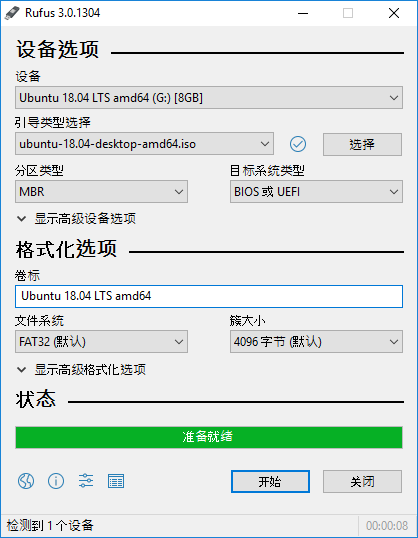 Rufus 3.0.1304
设备选项
设备
Ubuntu 18.04 LTS amd64 (G:) [8GB]
引导类型选择
ubuntu-18.04-desktop-amd64.iso
选择
分区类型
目标系统类型
MBR
BIOS 或 UEFI
显示高级设备选项
格式化选项
卷标
Ubuntu 18.04 LTS amd64
文件系统
簇大小
FAT32 (默认)
4096 字节 (默认)
显示高级格式化选项
状态
准备就绪
开始
关闭
检测到 1 个设备
00:00:08